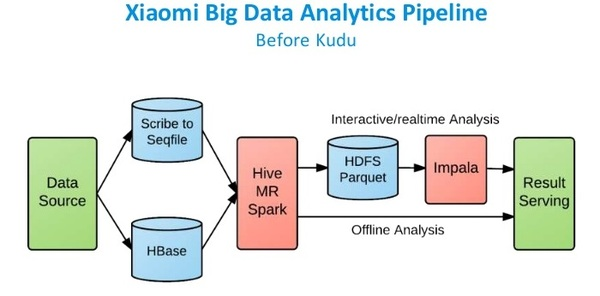 Xiaomi Big Data Analytics Pipeline
Before Kudu
Scribe to
Seqfile
Interactive/realtime Analysis
Data
Source
Hive
MR
Spark
HDFS
Parquet
Impala
Result
Serving
Offline Analysis
HBase